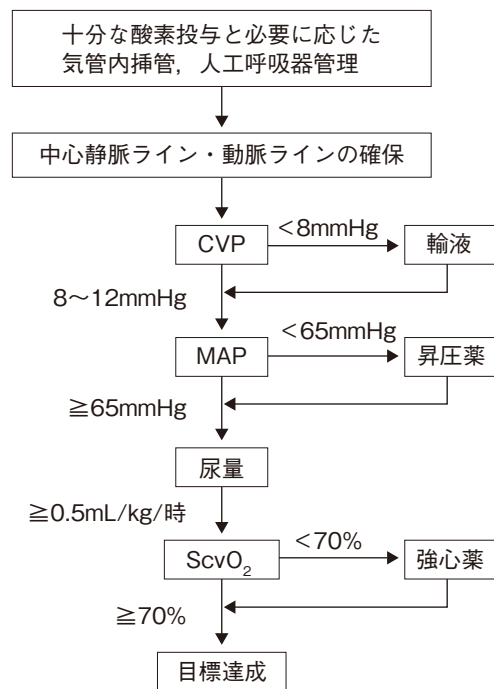 十分な酸素投与と必要に応じた
気管内挿管，人工呼吸器管理
中心静脈ライン・動脈ラインの確保
CVP
＜8mmHg
輸液
8～12mmHg
MAP
＜65mmHg
昇圧薬
≧65mmHg
尿量
≧0.5mL/kg/時
ScvO₂
＜70%
強心薬
≧70%
目標達成